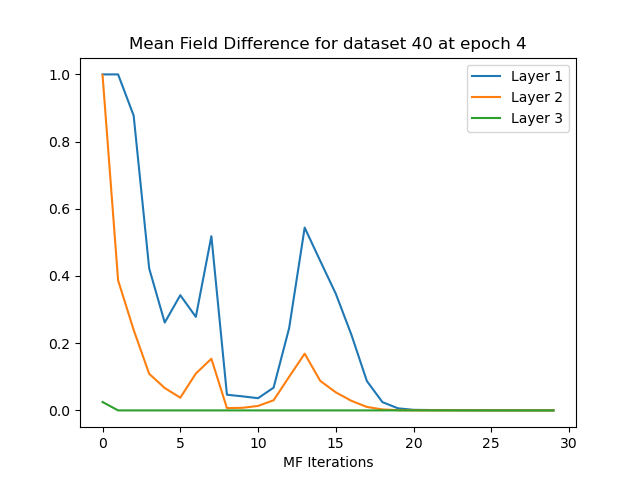 Mean Field Difference for dataset 40 at epoch 4
Layer 1
Layer 2
Layer 3
1.0
0.8
0.6
0.4
0.2
0.0
0 5 10 15 20 25 30
MF Iterations